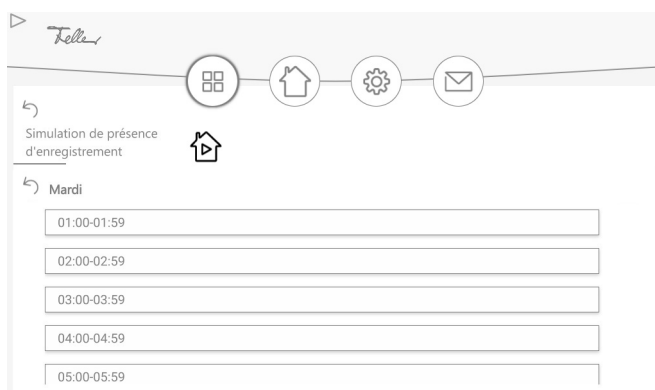 Feller
Simulation de présence
d'enregistrement
Mardi
01:00-01:59
02:00-02:59
03:00-03:59
04:00-04:59
05:00-05:59